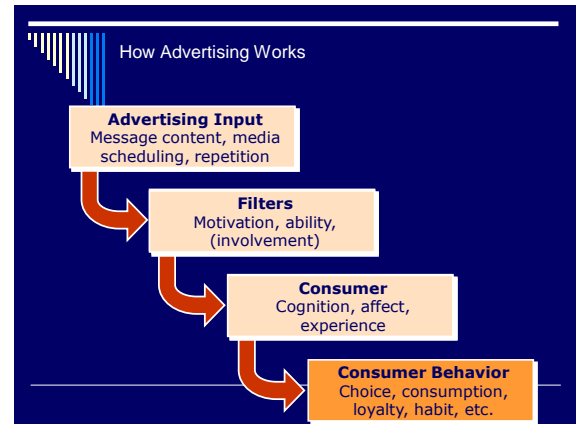 How Advertising Works
Advertising Input
Message content, media
scheduling, repetition
Filters
Motivation, ability,
(involvement)
Consumer
Cognition, affect,
experience
Consumer Behavior
Choice, consumption,
loyalty, habit, etc.